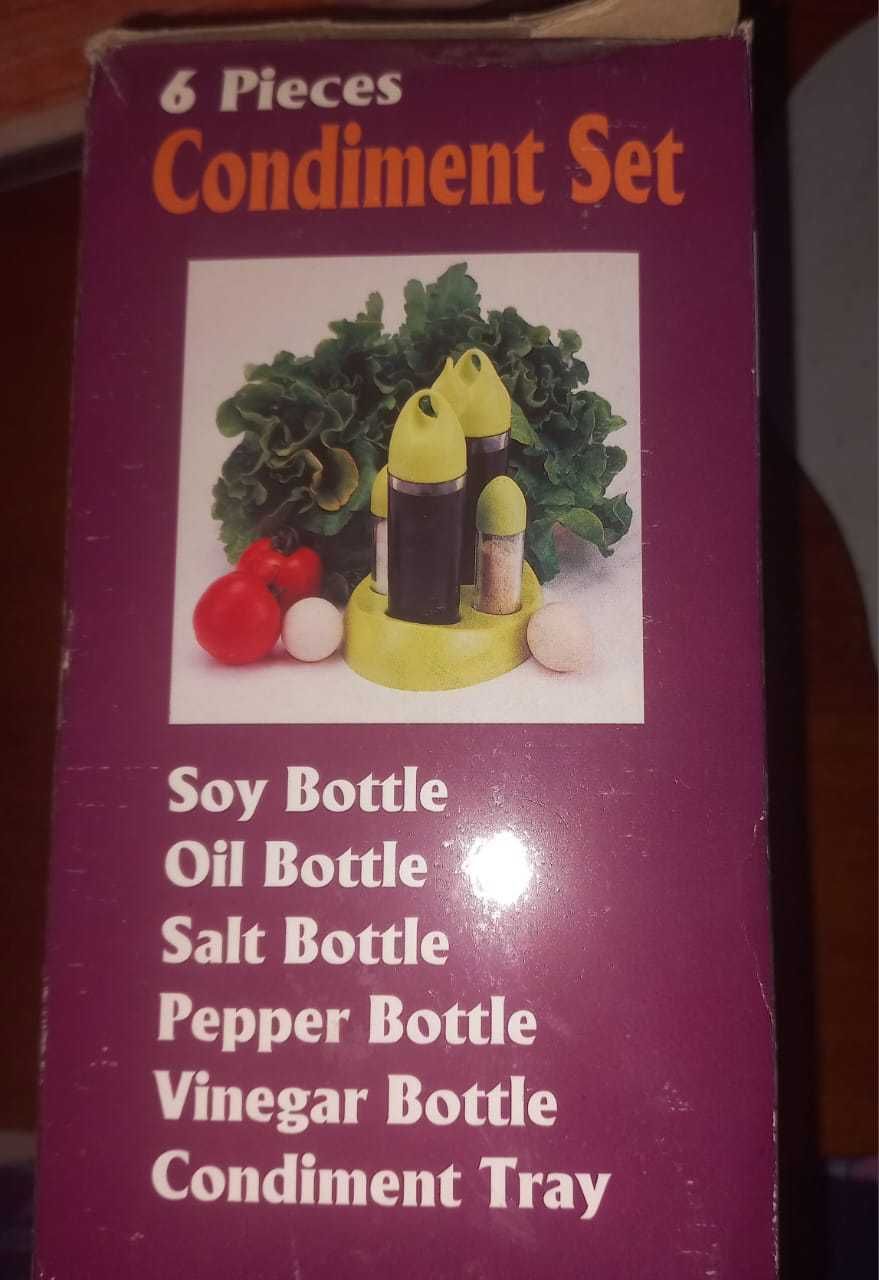 6 Pieces
Condiment Set
Soy Bottle
Oil Bottle
Salt Bottle
Pepper Bottle
Vinegar Bottle
Condiment Tray